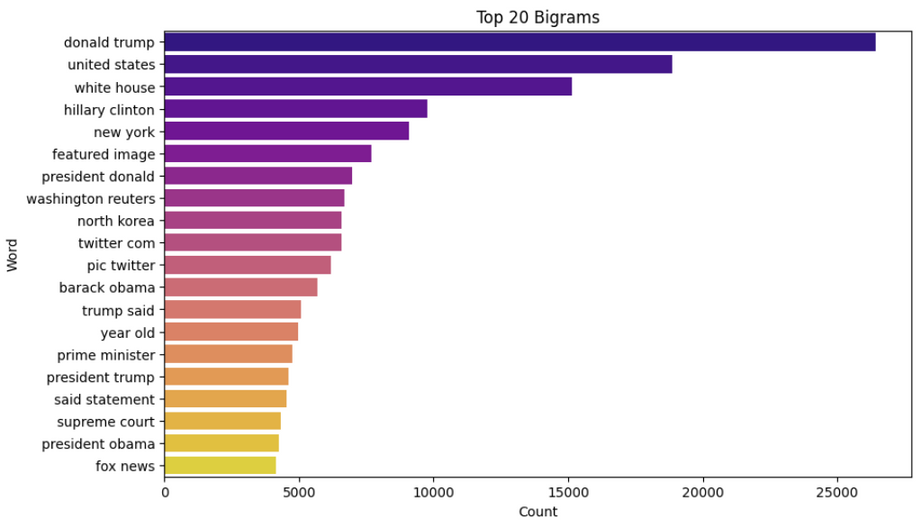 Top 20 Bigrams
donald trump
united states
white house
hillary clinton
new york
featured image
president donald
washington reuters
north korea
twitter com
pic twitter
barack obama
trump said
year old
prime minister
president trump
said statement
supreme court
president obama
fox news
Word
0 5000 10000 15000 20000 25000
Count